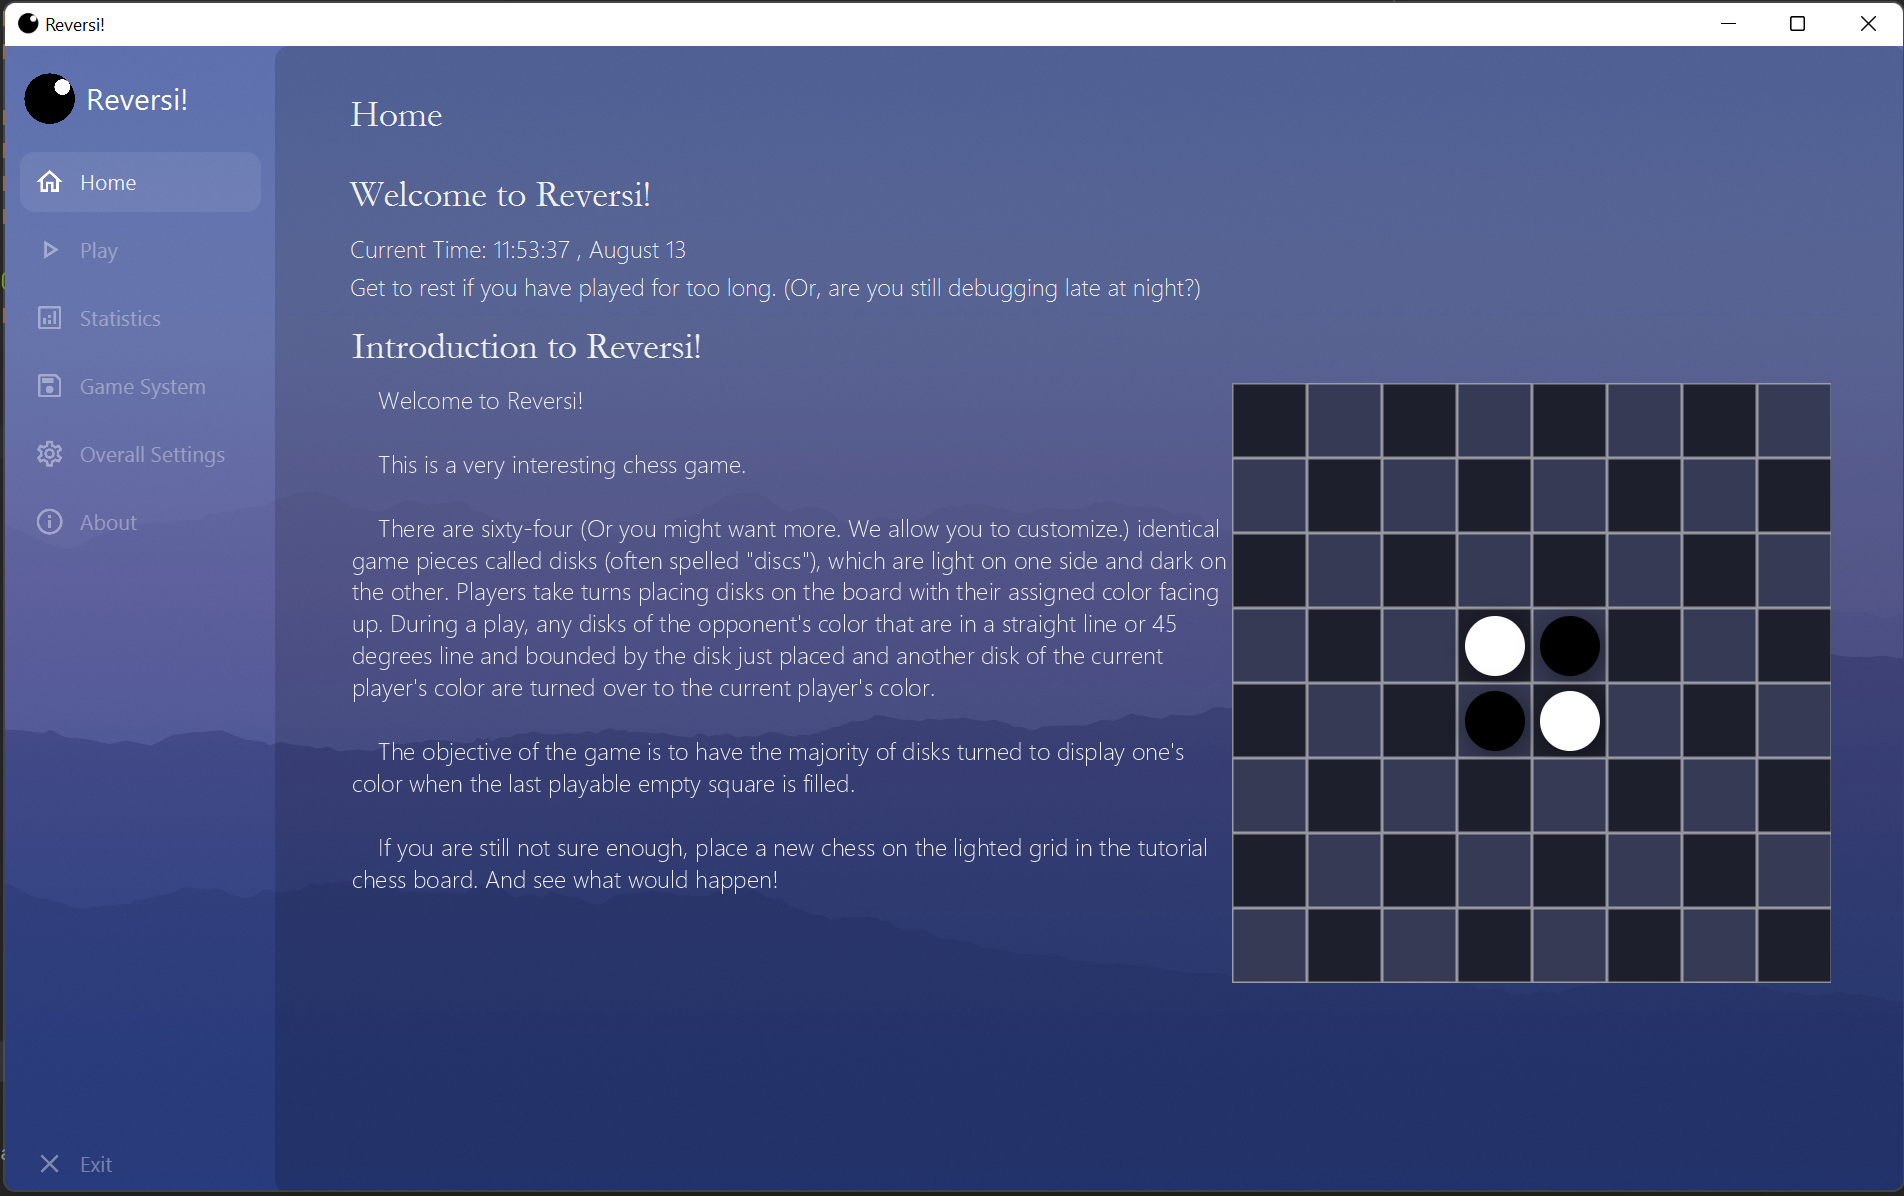 Reversi!
Reversi!
Home
Play
Statistics
Game System
Overall Settings
About
Exit
Home
Welcome to Reversi!
Current Time: 11:53:37 , August 13
Get to rest if you have played for too long. (Or, are you still debugging late at night?)
Introduction to Reversi!
Welcome to Reversi!
This is a very interesting chess game.
There are sixty-four (Or you might want more. We allow you to customize.) identical
game pieces called disks (often spelled "discs"), which are light on one side and dark on
the other. Players take turns placing disks on the board with their assigned color facing
up. During a play, any disks of the opponent's color that are in a straight line or 45
degrees line and bounded by the disk just placed and another disk of the current
player's color are turned over to the current player's color.
The objective of the game is to have the majority of disks turned to display one's
color when the last playable empty square is filled.
If you are still not sure enough, place a new chess on the lighted grid in the tutorial
chess board. And see what would happen!